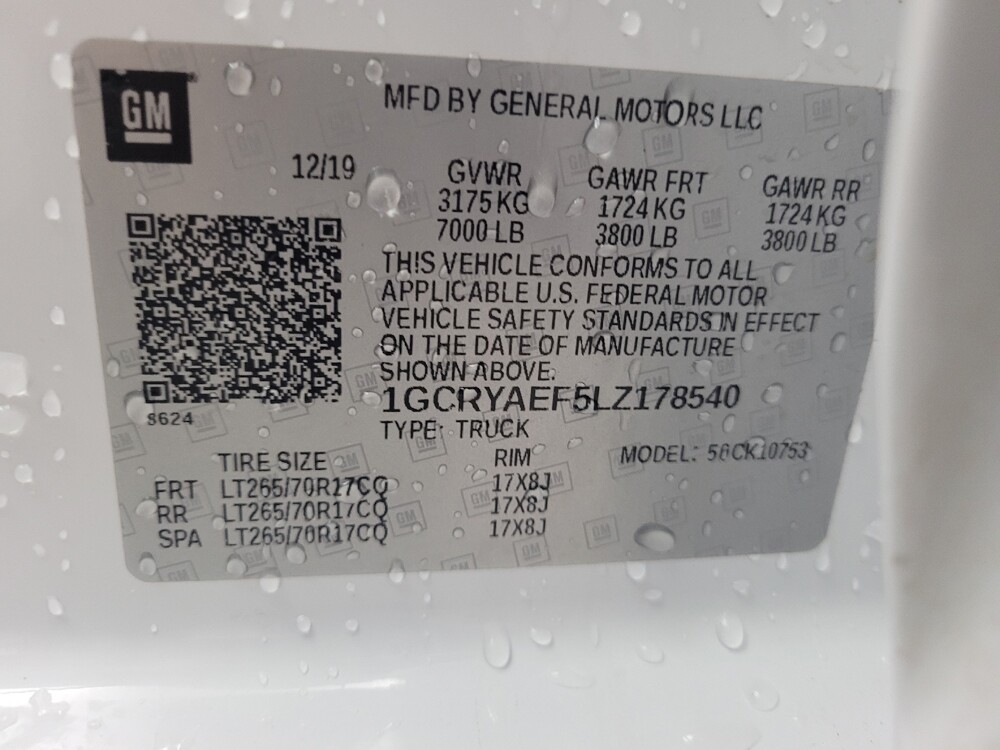 GM
MFD BY GENERAL MOTORS LLC
12/19
GVWR GAWR FRT GAWR RR
3175 KG 1724 KG 1724 KG
7000 LB 3800 LB 3800 LB
THIS VEHICLE CONFORMS TO ALL
APPLICABLE U.S. FEDERAL MOTOR
VEHICLE SAFETY STANDARDS IN EFFECT
ON THE DATE OF MANUFACTURE
SHOWN ABOVE.
1GCRYAEF5LZ178540
S624
TYPE: TRUCK
TIRE SIZE RIM MODEL: 56CK10753
FRT LT265/70R17CQ 17X8J
RR LT265/70R17CQ 17X8J
SPA LT265/70R17CQ 17X8J